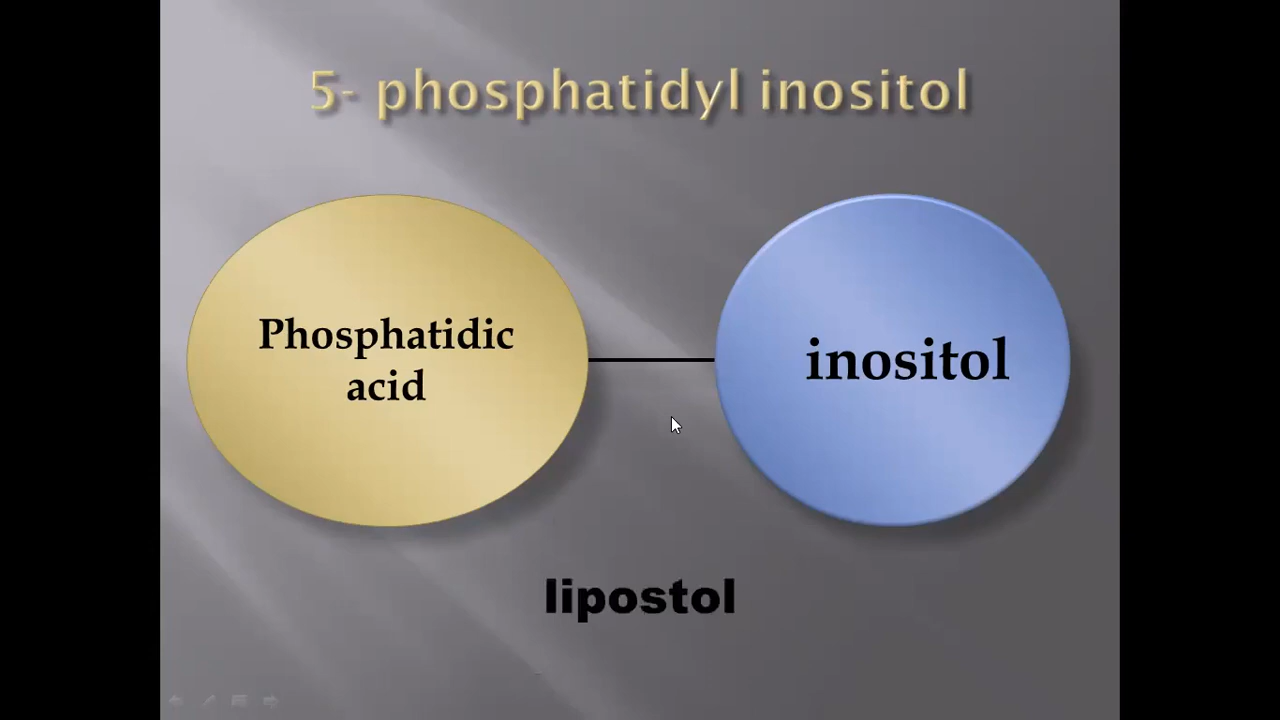 5- phosphatidyl inositol
Phosphatidic
acid
inositol
lipostol